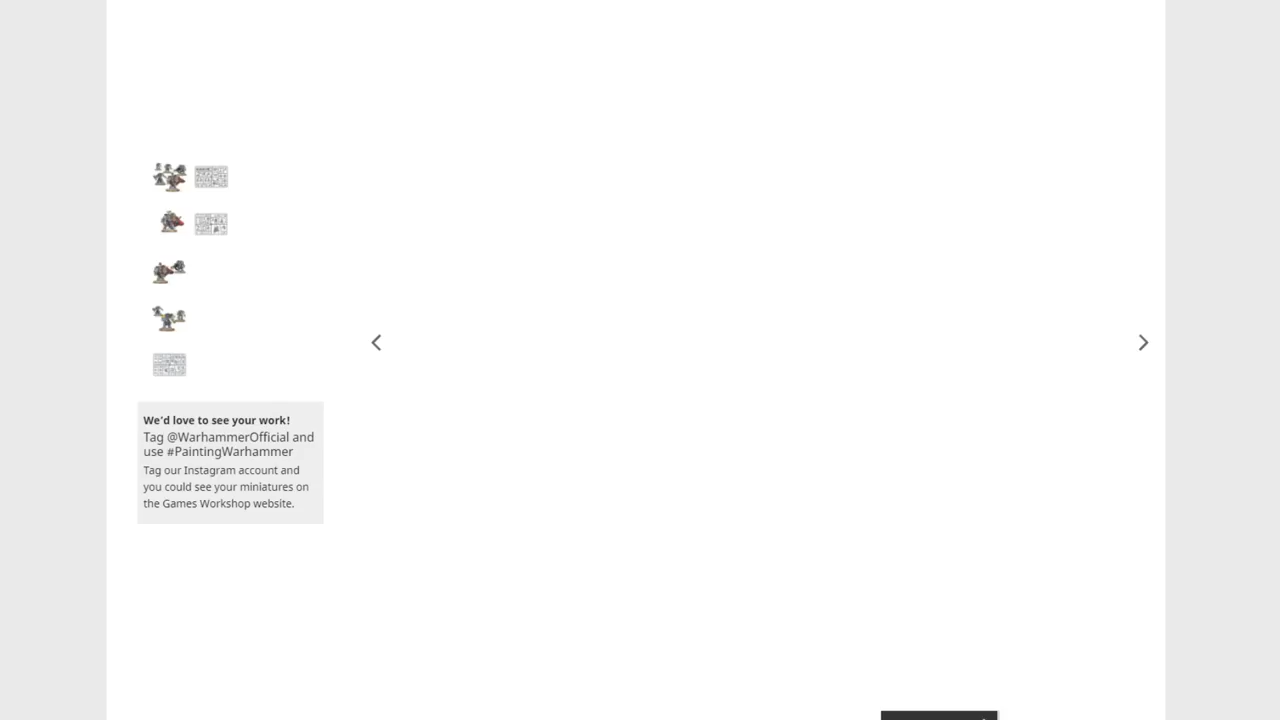 We'd love to see your work!
Tag @WarhammerOfficial and
use #PaintingWarhammer
Tag our Instagram account and
you could see your miniatures on
the Games Workshop website.